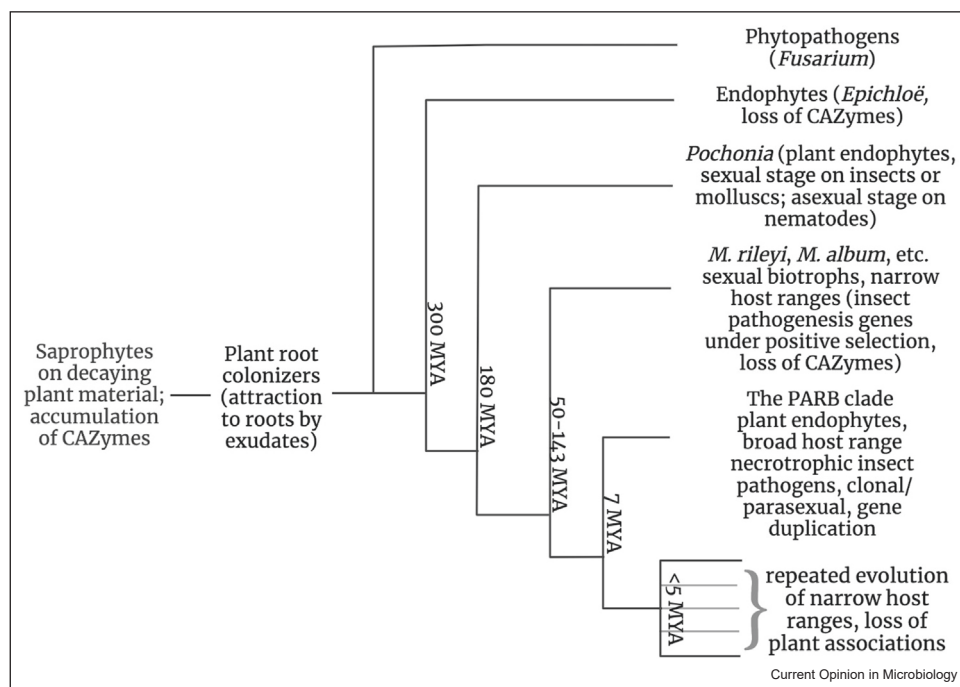 Phytopathogens
(Fusarium)
Endophytes (Epichloë,
loss of CAZymes)
Pochonia (plant endophytes,
sexual stage on insects or
molluscs; asexual stage on
nematodes)
M. rileyi, M. album, etc.
sexual biotrophs, narrow
host ranges (insect
pathogenesis genes
under positive selection,
loss of CAZymes)
Saprophytes
on decaying
plant material;
accumulation
of CAZymes
Plant root
colonizers
(attraction
to roots by
exudates)
300 MYA
180 MYA
50-143 MYA
7 MYA
<5 MYA
The PARB clade
plant endophytes,
broad host range
necrotrophic insect
pathogens, clonal/
parasexual, gene
duplication
repeated evolution
of narrow host
ranges, loss of
plant associations
Current Opinion in Microbiology